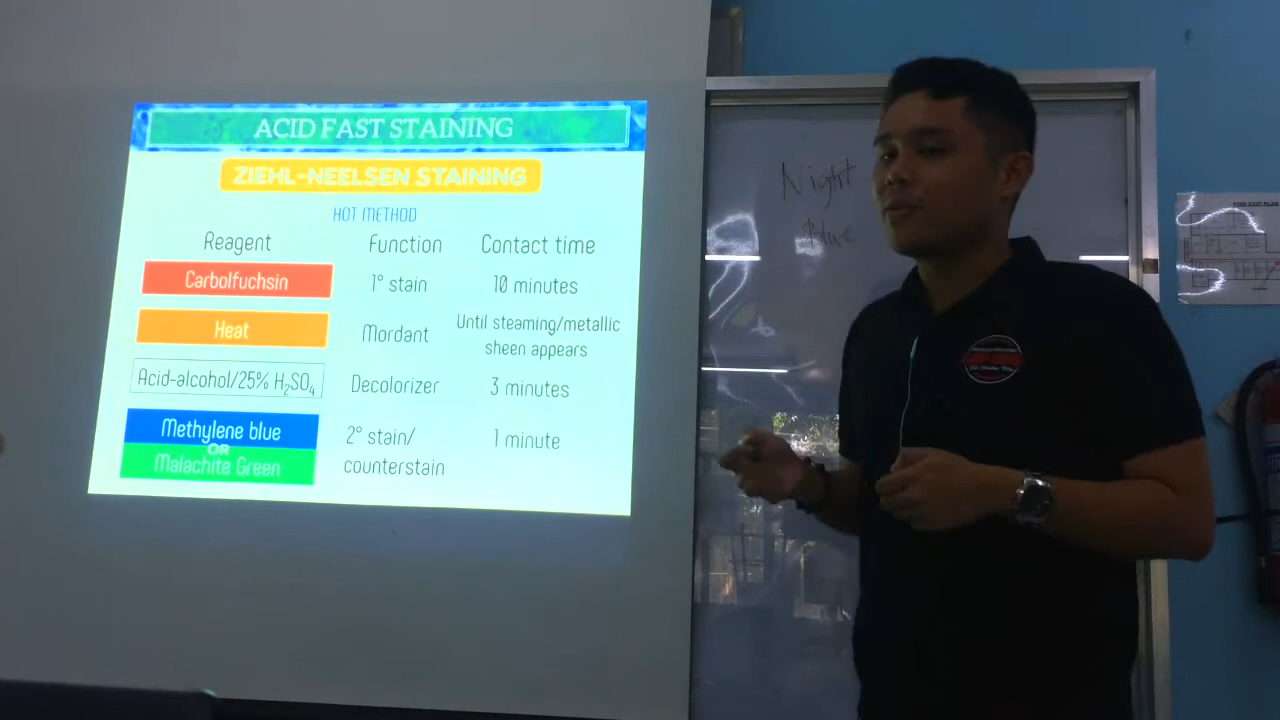 ACID FAST STAINING
ZIEHL-NEELSEN STAINING
HOT METHOD
Reagent Function Contact time
Carbolfuchsin 1° stain 10 minutes
Heat Mordant Until steaming/metallic sheen appears
Acid-alcohol/25% H₂SO₄ Decolorizer 3 minutes
Methylene blue 2° stain/ 1 minute
OR
Malachite Green counterstain
Night
Blue